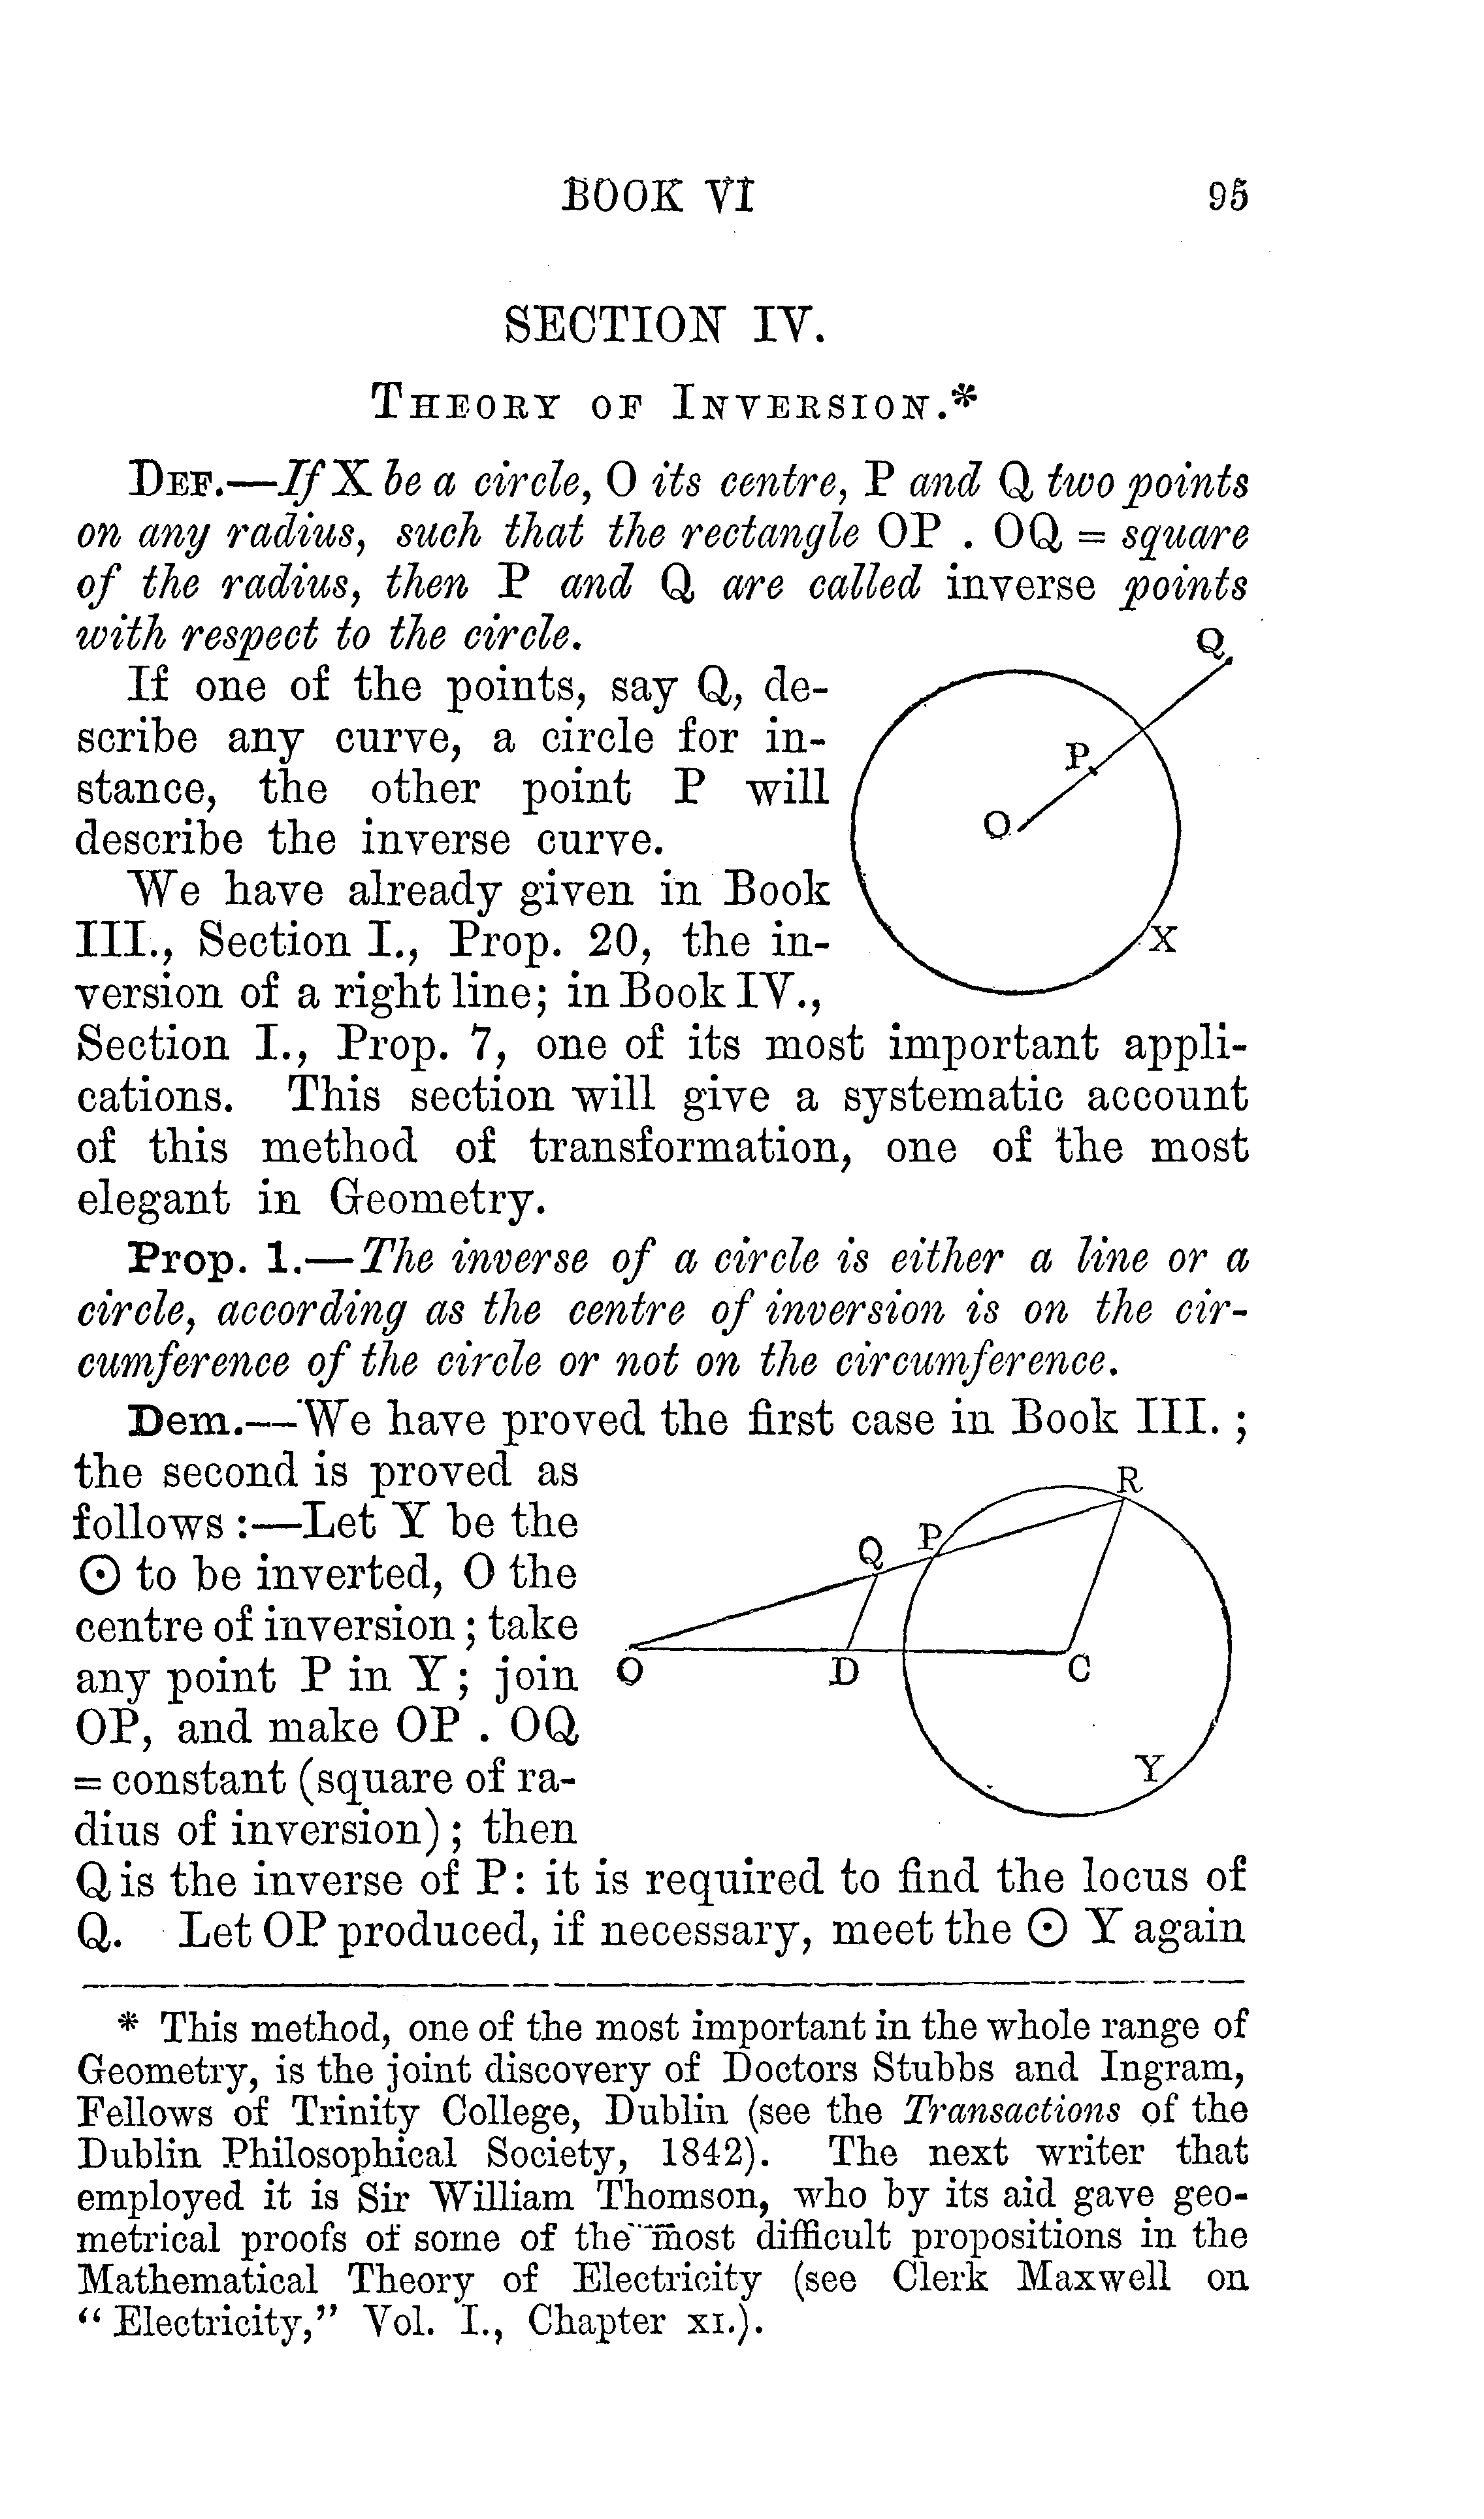 BOOK VI 95
SECTION IV.
THEORY OF INVERSION.*
DEF.—If X be a circle, O its centre, P and Q two points
on any radius, such that the rectangle OP . OQ = square
of the radius, then P and Q are called inverse points
with respect to the circle.
If one of the points, say Q, de-
scribe any curve, a circle for in-
stance, the other point P will
describe the inverse curve.
We have already given in Book
III., Section I., Prop. 20, the in-
version of a right line; in Book IV.,
Q
P
O
X
Section I., Prop. 7, one of its most important appli-
cations. This section will give a systematic account
of this method of transformation, one of the most
elegant in Geometry.
Prop. 1.—The inverse of a circle is either a line or a
circle, according as the centre of inversion is on the cir-
cumference of the circle or not on the circumference.
Dem.—We have proved the first case in Book III. ;
the second is proved as
follows :—Let Y be the
⊙ to be inverted, O the
centre of inversion ; take
any point P in Y ; join
OP, and make OP . OQ
= constant (square of ra-
dius of inversion) ; then
R
Q P
O D C
Y
Q is the inverse of P : it is required to find the locus of
Q. Let OP produced, if necessary, meet the ⊙ Y again
* This method, one of the most important in the whole range of
Geometry, is the joint discovery of Doctors Stubbs and Ingram,
Fellows of Trinity College, Dublin (see the Transactions of the
Dublin Philosophical Society, 1842). The next writer that
employed it is Sir William Thomson, who by its aid gave geo-
metrical proofs of some of the most difficult propositions in the
Mathematical Theory of Electricity (see Clerk Maxwell on
“ Electricity,” Vol. I., Chapter XI.).